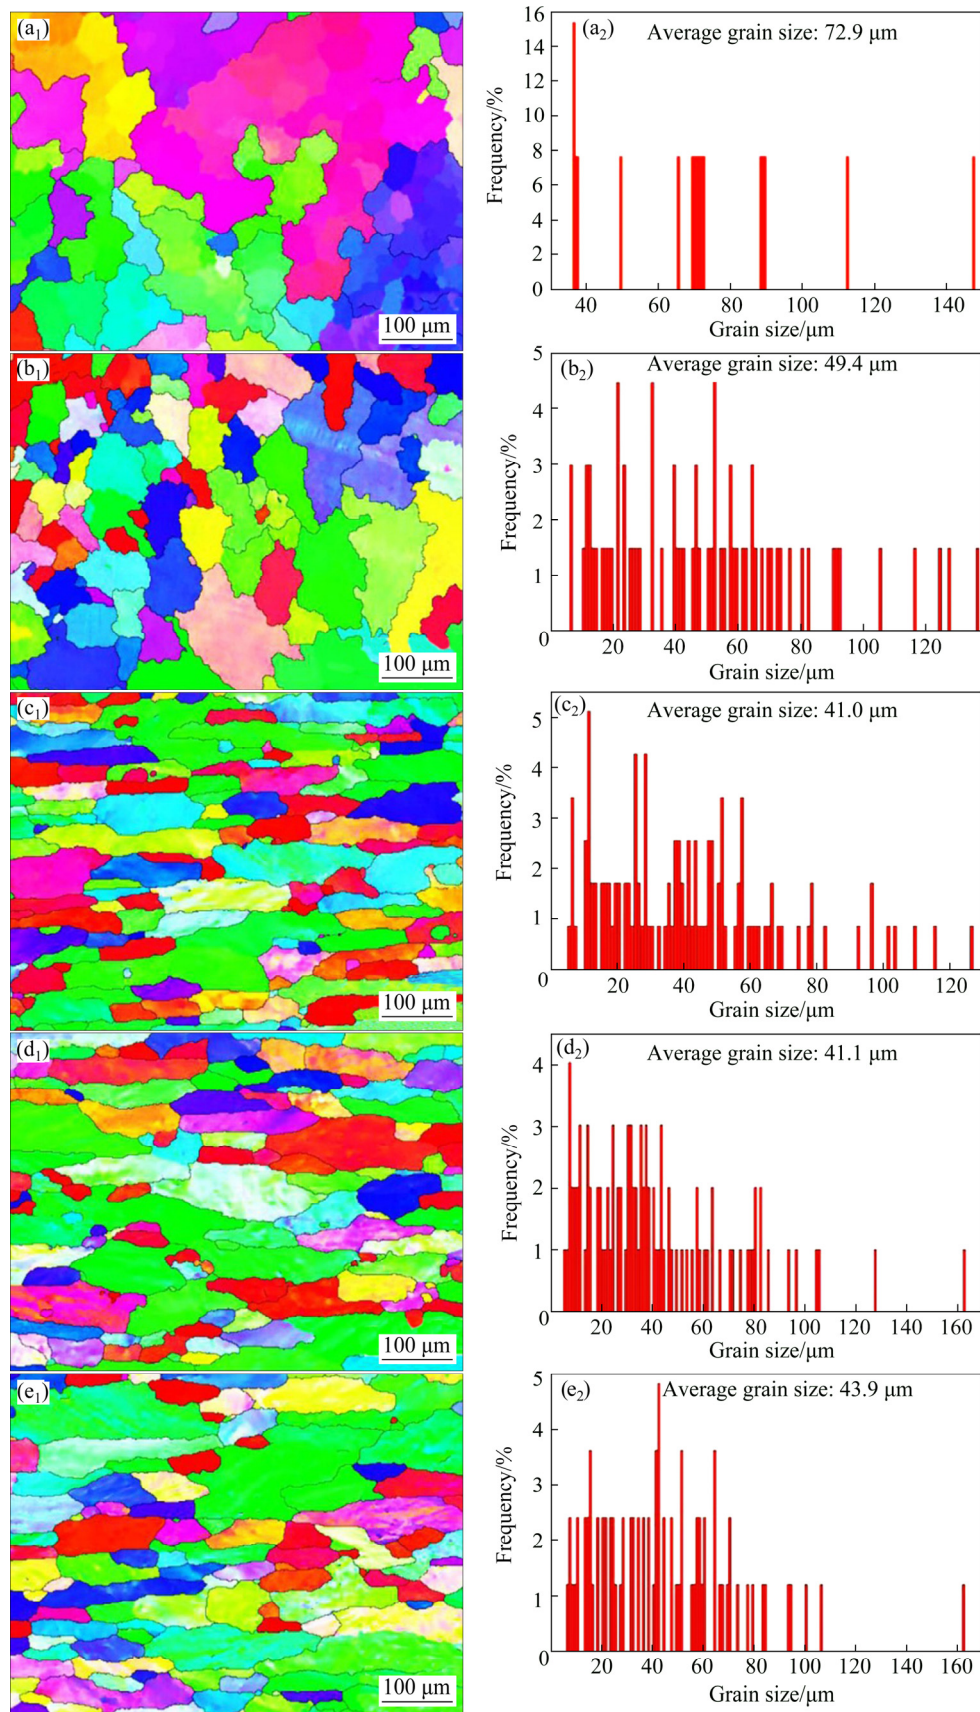 (a₁)
100 μm
(a₂)
Average grain size: 72.9 μm
Frequency/%
16
14
12
10
8
6
4
2
0
40 60 80 100 120 140
Grain size/μm
(b₁)
100 μm
(b₂)
Average grain size: 49.4 μm
Frequency/%
5
4
3
2
1
0
20 40 60 80 100 120
Grain size/μm
(c₁)
100 μm
(c₂)
Average grain size: 41.0 μm
Frequency/%
5
4
3
2
1
0
20 40 60 80 100 120
Grain size/μm
(d₁)
100 μm
(d₂)
Average grain size: 41.1 μm
Frequency/%
4
3
2
1
0
20 40 60 80 100 120 140 160
Grain size/μm
(e₁)
100 μm
(e₂)
Average grain size: 43.9 μm
Frequency/%
5
4
3
2
1
0
20 40 60 80 100 120 140 160
Grain size/μm